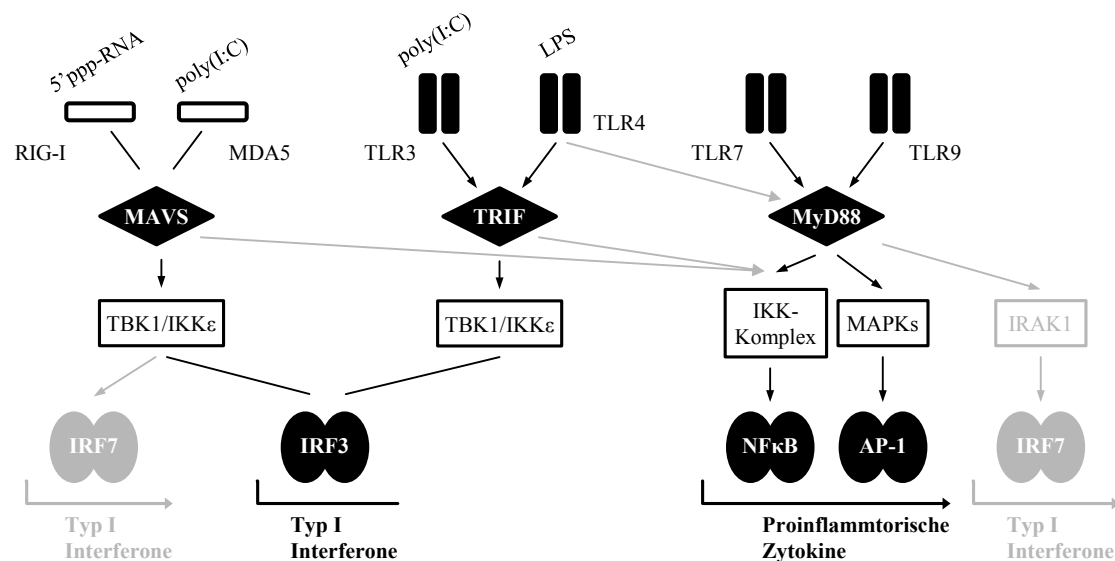 5’ppp-RNA
poly(I:C)
poly(I:C)
LPS
RIG-I
MDA5
TLR3
TLR4
TLR7
TLR9
MAVS
TRIF
MyD88
TBK1/IKKε
TBK1/IKKε
IKK-
Komplex
MAPKs
IRAK1
IRF7
IRF3
NFκB
AP-1
IRF7
Typ I
Interferone
Typ I
Interferone
Proinflammtorische
Zytokine
Typ I
Interferone